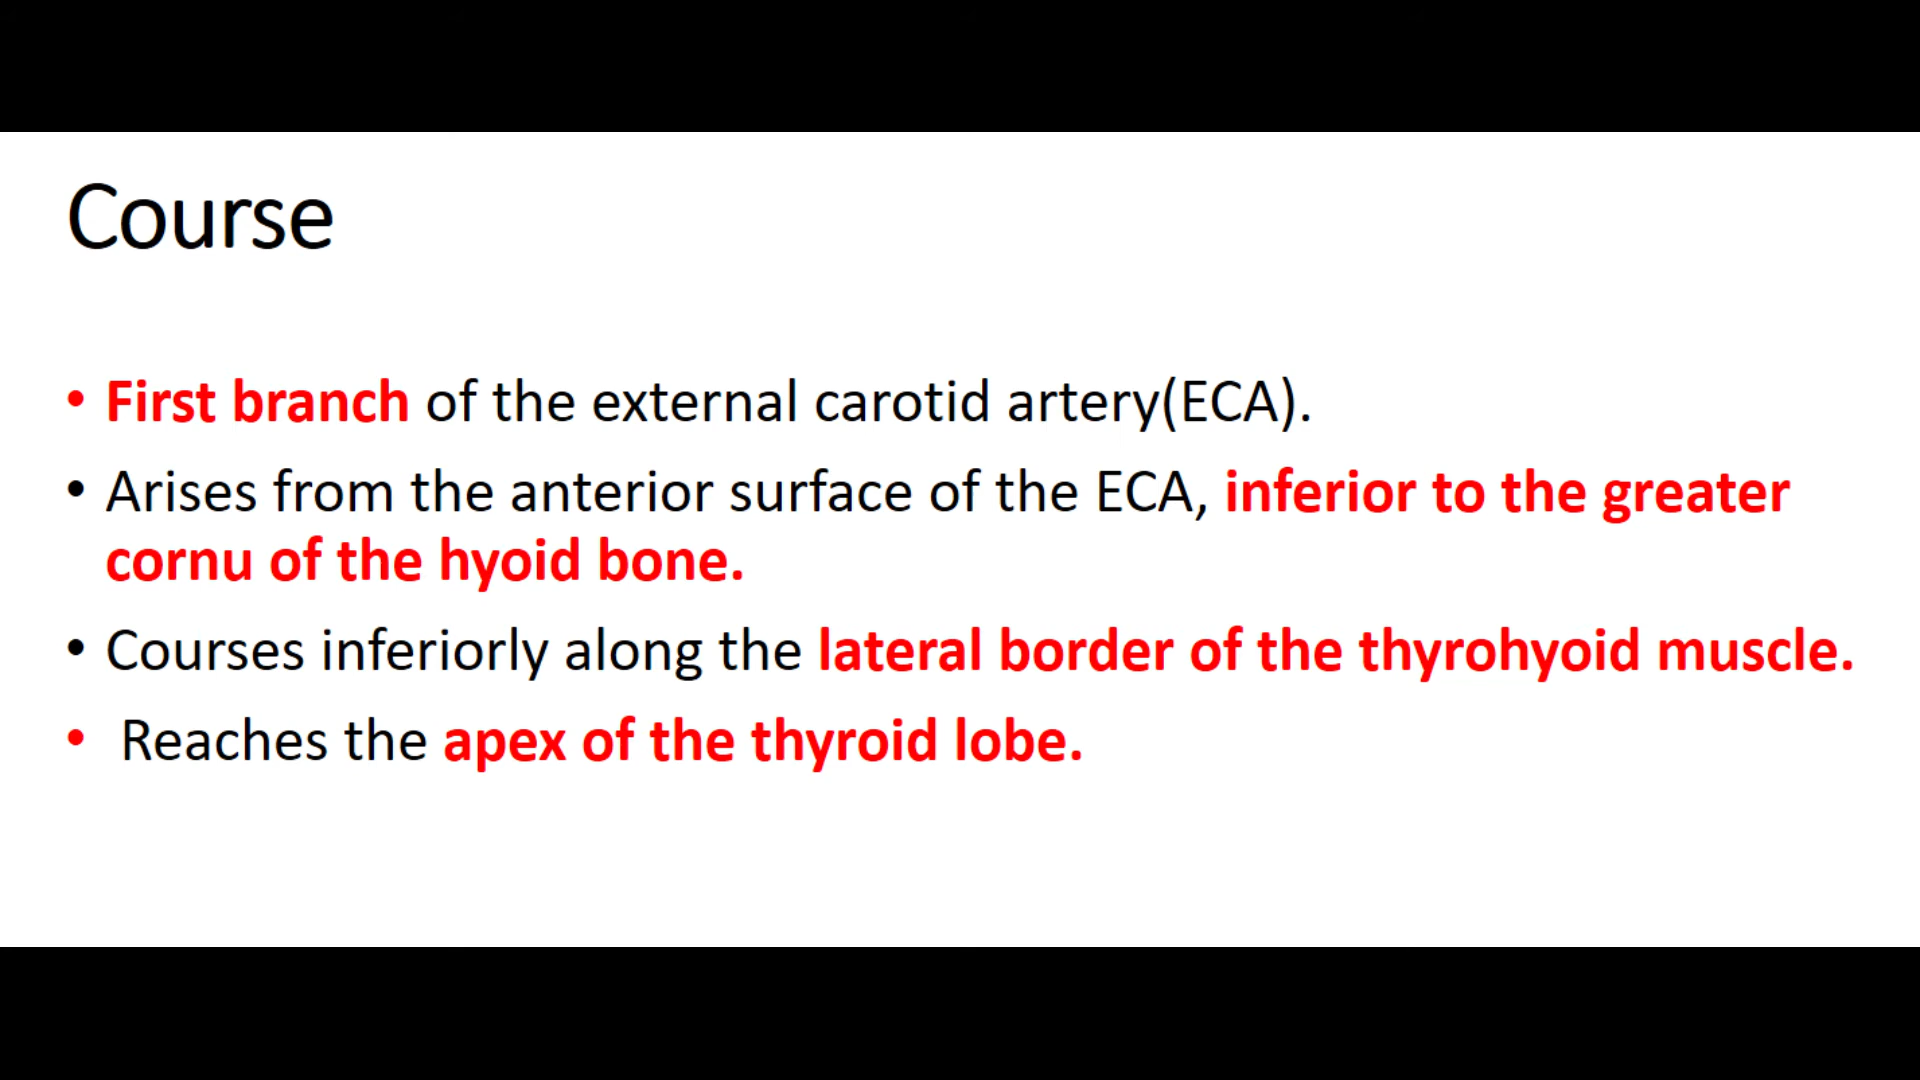 Course
• First branch of the external carotid artery(ECA).
• Arises from the anterior surface of the ECA, inferior to the greater
cornu of the hyoid bone.
• Courses inferiorly along the lateral border of the thyrohyoid muscle.
• Reaches the apex of the thyroid lobe.